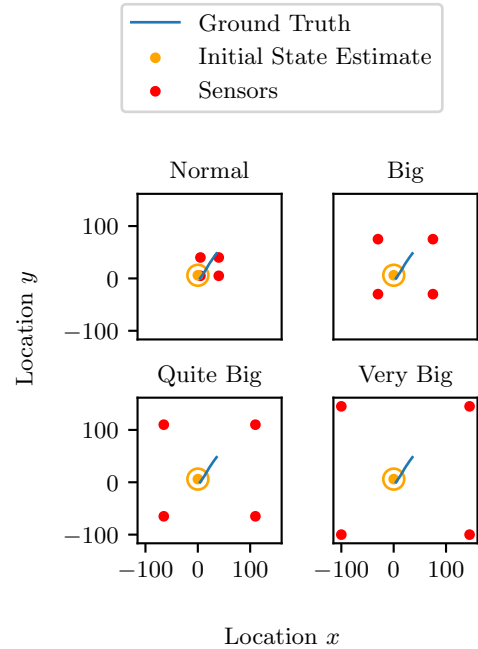 Ground Truth
Initial State Estimate
Sensors
Normal
Big
100
0
−100
Quite Big
Very Big
100
0
−100
−100 0 100
−100 0 100
Location y
Location x